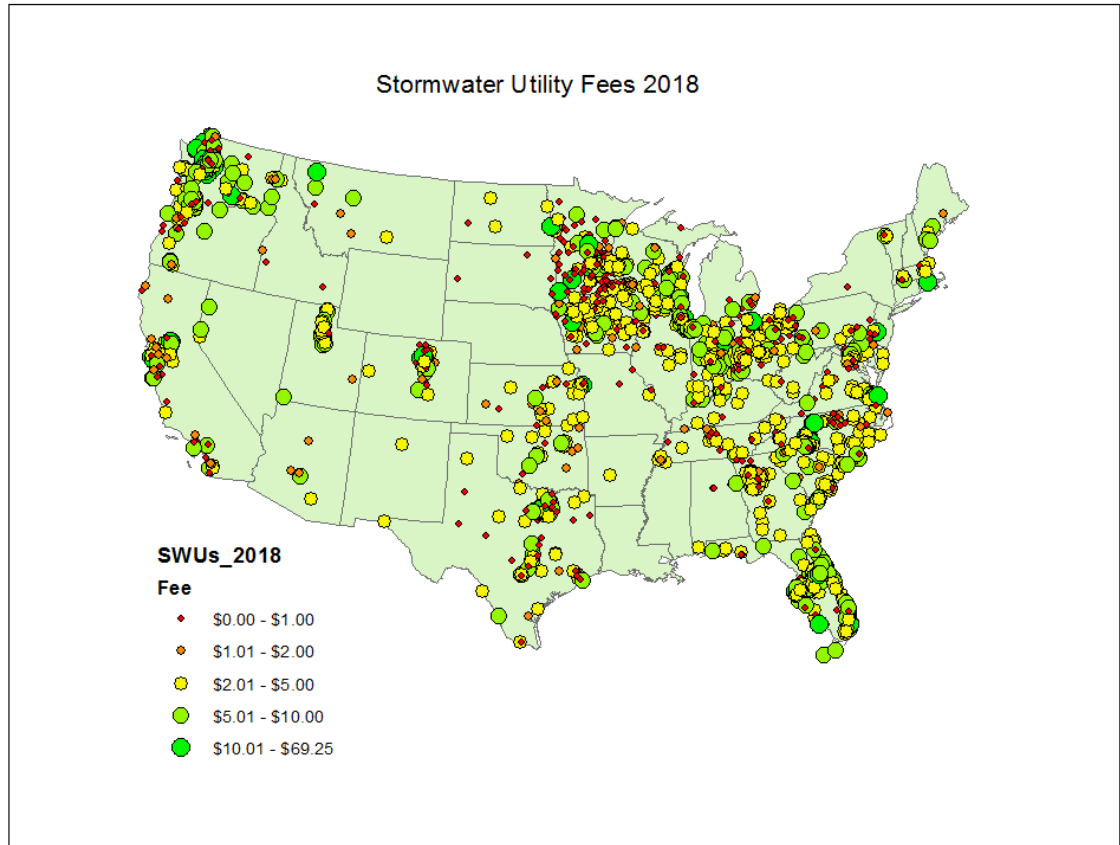 Stormwater Utility Fees 2018
SWUs_2018
Fee
$0.00 - $1.00
$1.01 - $2.00
$2.01 - $5.00
$5.01 - $10.00
$10.01 - $69.25